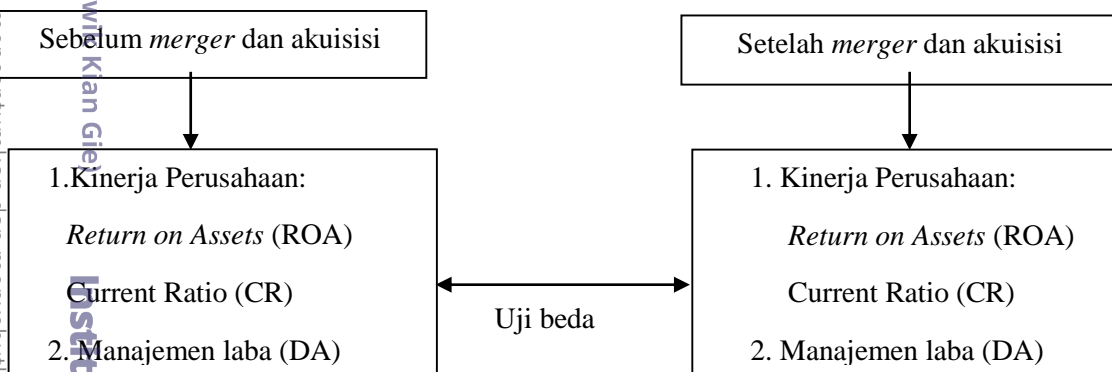 Sebelum merger dan akuisisi
Setelah merger dan akuisisi
1.Kinerja Perusahaan:
Return on Assets (ROA)
Current Ratio (CR)
2. Manajemen laba (DA)
Uji beda
1. Kinerja Perusahaan:
Return on Assets (ROA)
Current Ratio (CR)
2. Manajemen laba (DA)
Kian Gie)